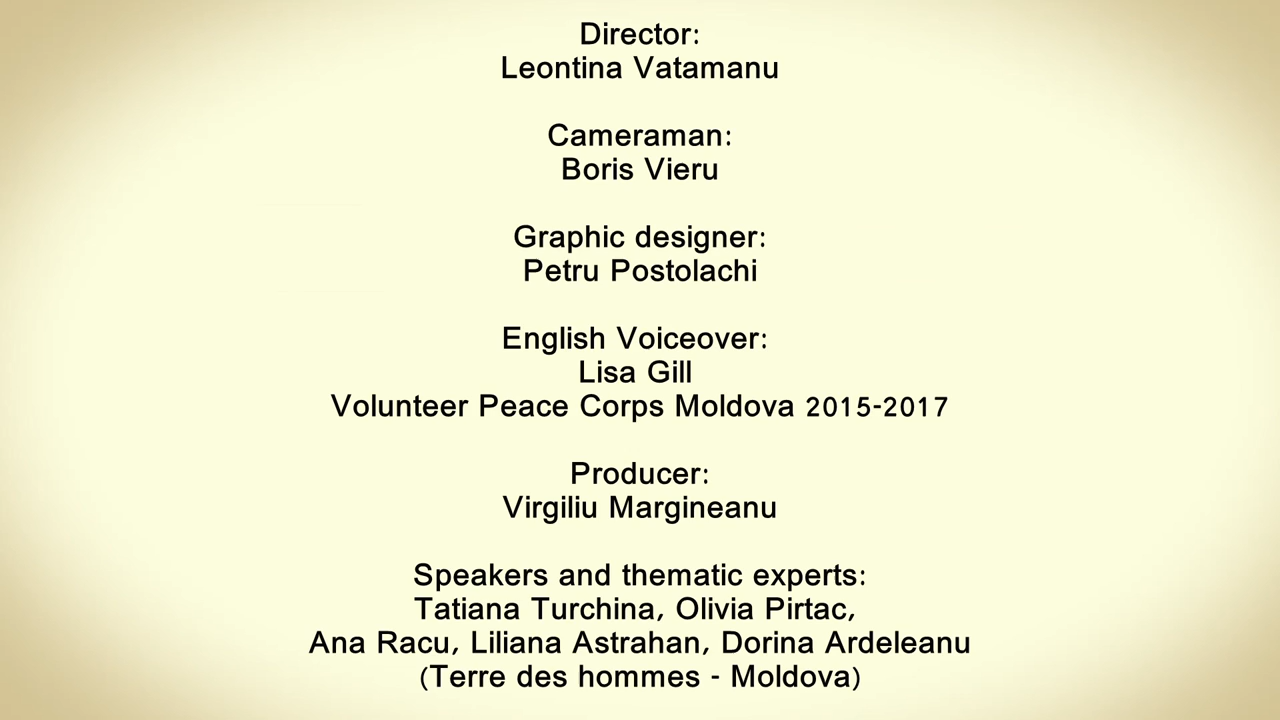 Director:
Leontina Vatamanu
Cameraman:
Boris Vieru
Graphic designer:
Petru Postolachi
English Voiceover:
Lisa Gill
Volunteer Peace Corps Moldova 2015-2017
Producer:
Virgiliu Margineanu
Speakers and thematic experts:
Tatiana Turchina, Olivia Pirtac,
Ana Racu, Liliana Astrahan, Dorina Ardeleanu
(Terre des hommes - Moldova)